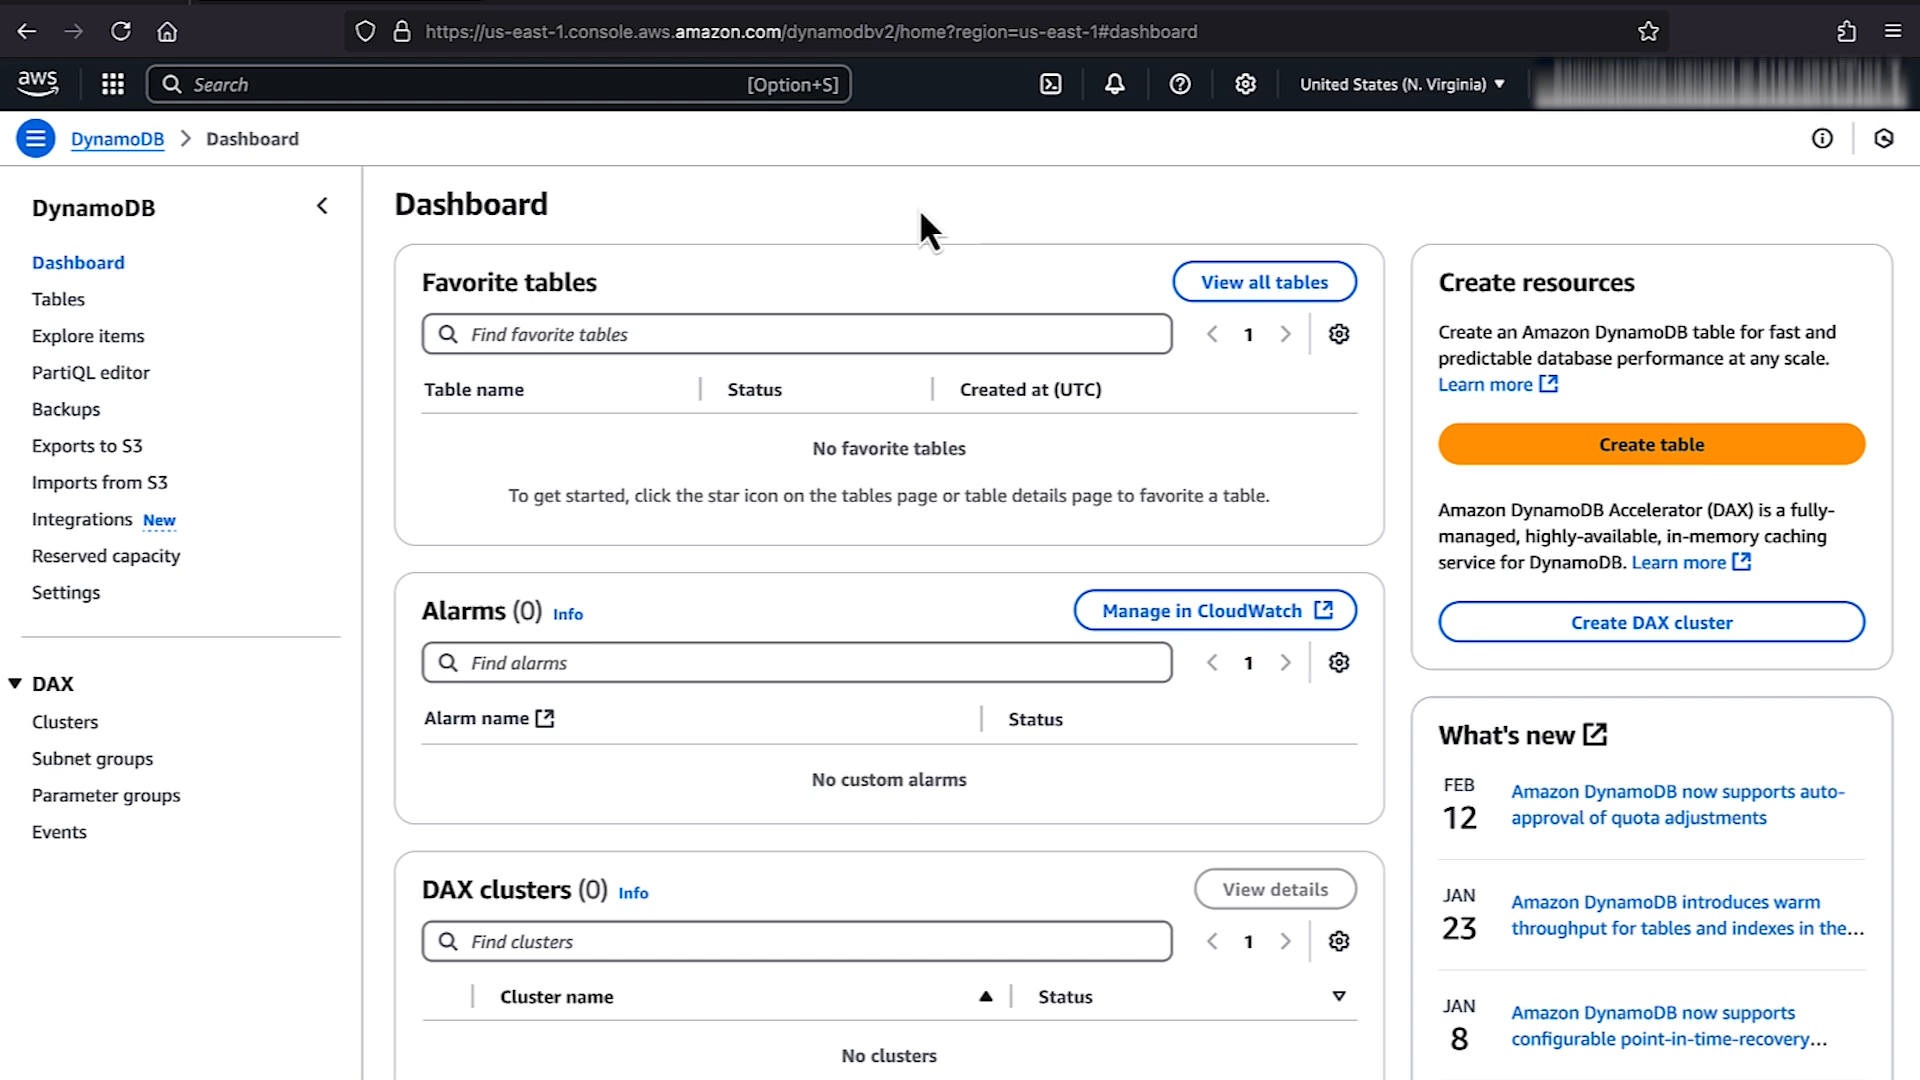 https://us-east-1.console.aws.amazon.com/dynamodbv2/home?region=us-east-1#dashboard
aws
Search
[Option+S]
United States (N. Virginia)
DynamoDB
Dashboard
DynamoDB
Dashboard
Tables
Explore items
PartiQL editor
Backups
Exports to S3
Imports from S3
Integrations New
Reserved capacity
Settings
DAX
Clusters
Subnet groups
Parameter groups
Events
Dashboard
Favorite tables
View all tables
Find favorite tables
1
Table name
Status
Created at (UTC)
No favorite tables
To get started, click the star icon on the tables page or table details page to favorite a table.
Alarms (0) Info
Manage in CloudWatch
Find alarms
1
Alarm name
Status
No custom alarms
DAX clusters (0) Info
View details
Find clusters
1
Cluster name
Status
No clusters
Create resources
Create an Amazon DynamoDB table for fast and
predictable database performance at any scale.
Learn more
Create table
Amazon DynamoDB Accelerator (DAX) is a fully-
managed, highly-available, in-memory caching
service for DynamoDB. Learn more
Create DAX cluster
What's new
FEB
12
Amazon DynamoDB now supports auto-
approval of quota adjustments
JAN
23
Amazon DynamoDB introduces warm
throughput for tables and indexes in the...
JAN
8
Amazon DynamoDB now supports
configurable point-in-time-recovery...